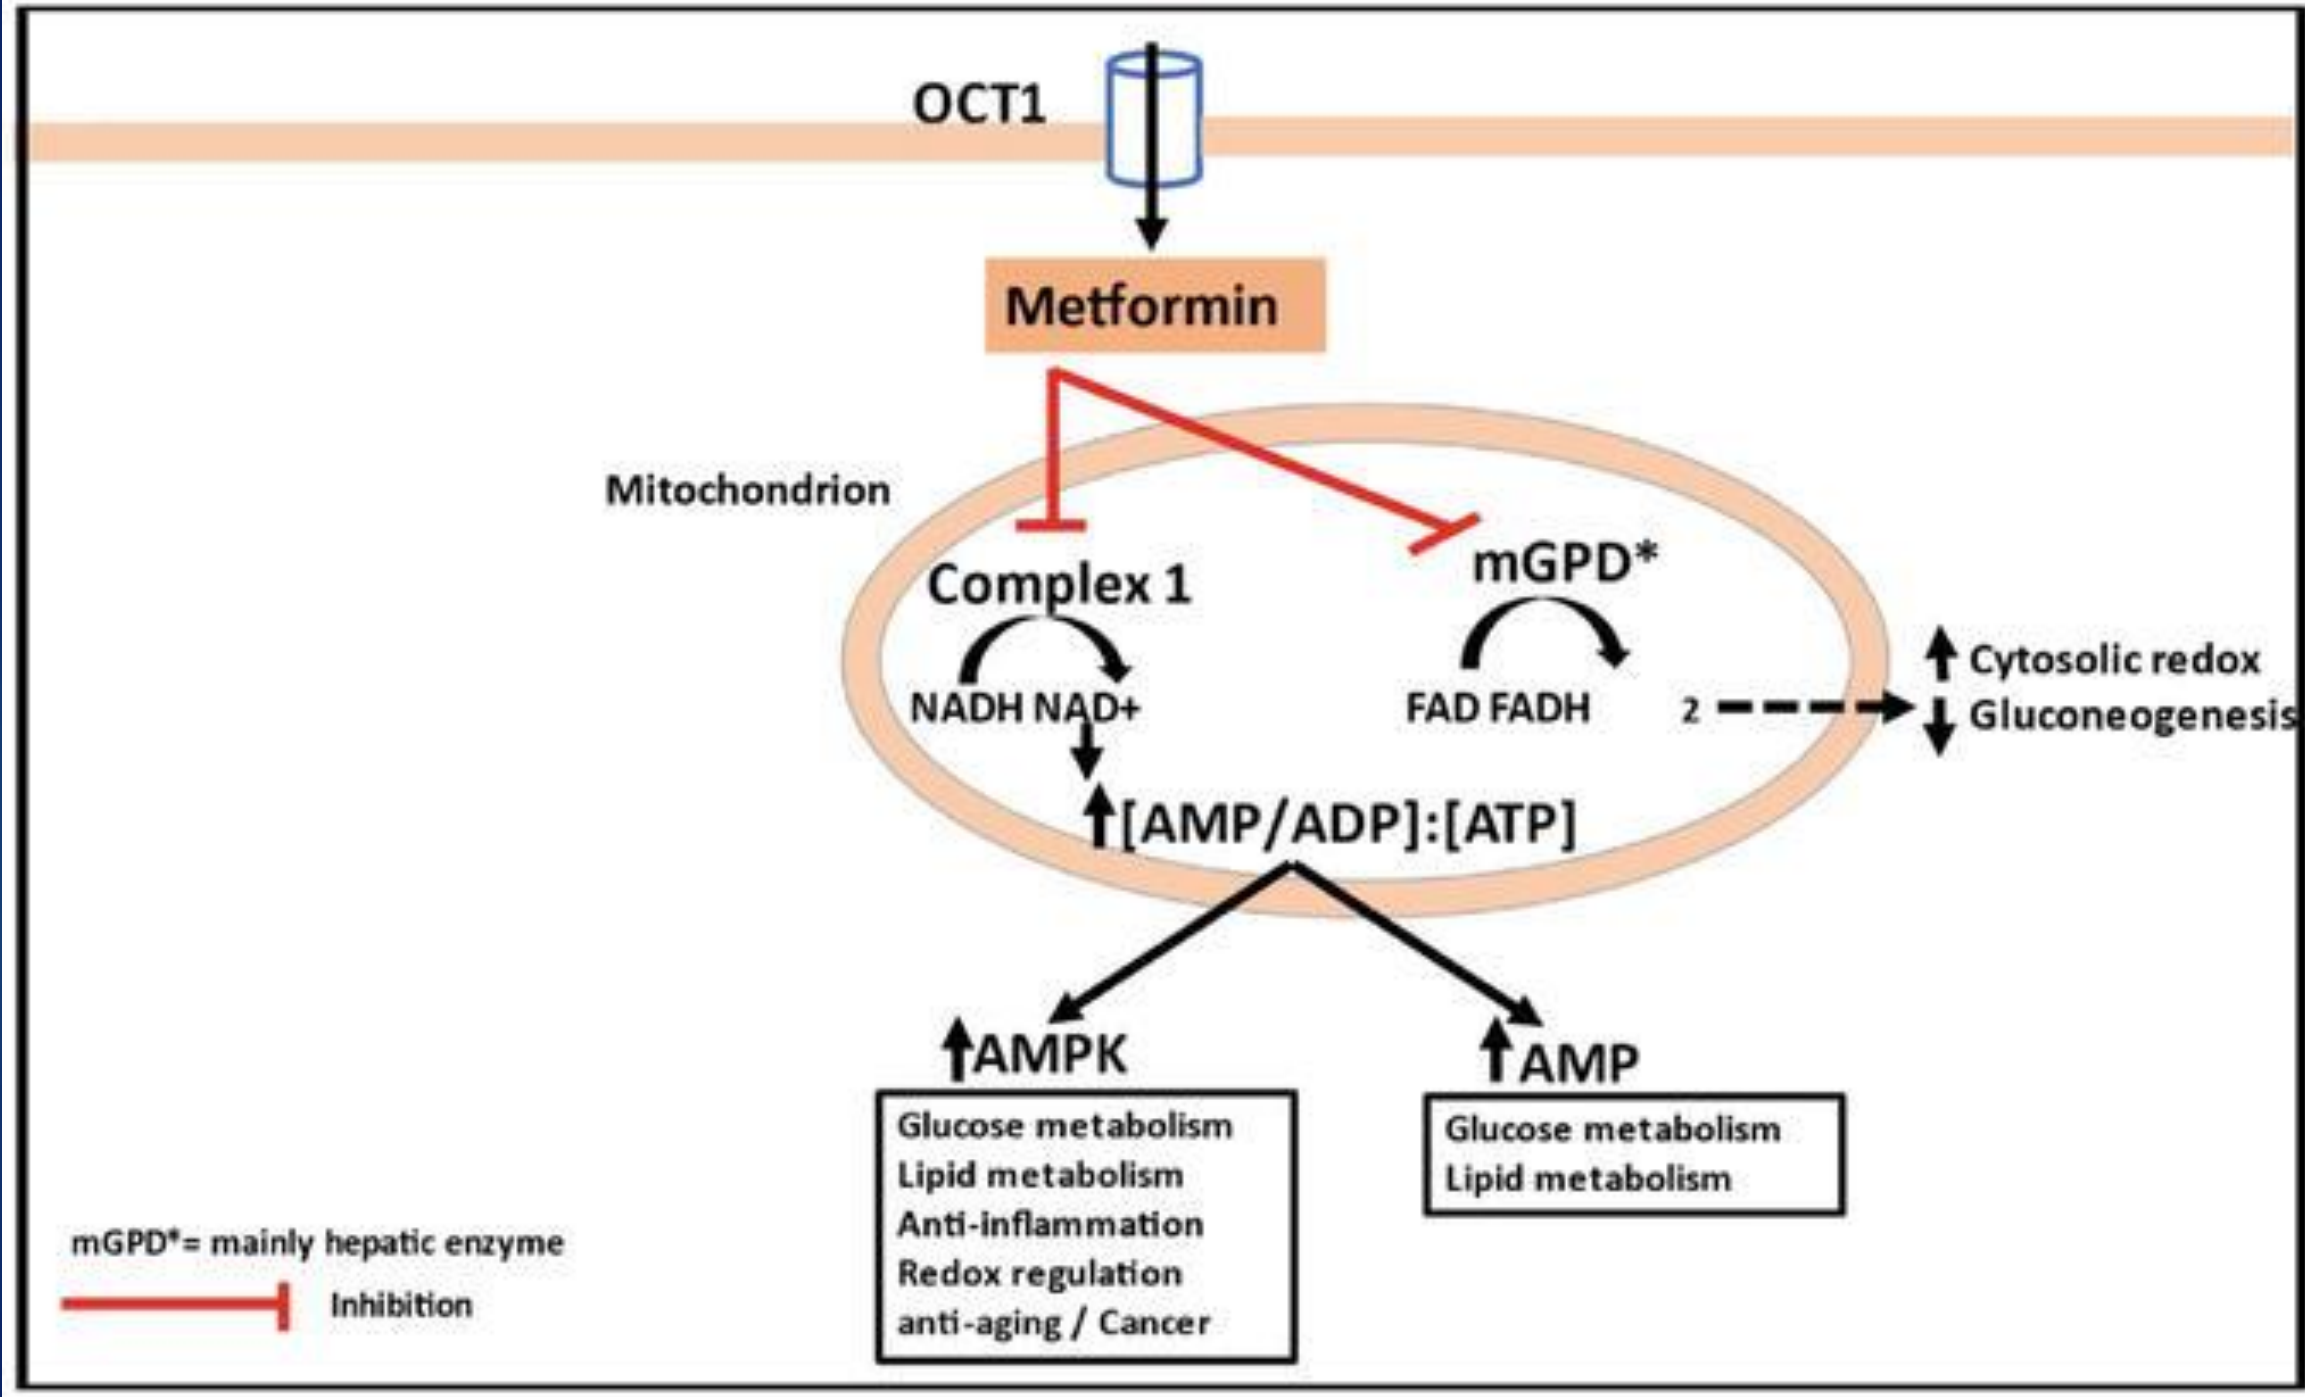 OCT1
Metformin
Mitochondrion
Complex 1
mGPD*
NADH NAD+
FAD FADH 2
Cytosolic redox
Gluconeogenesis
[AMP/ADP]:[ATP]
AMPK
AMP
Glucose metabolism
Lipid metabolism
Anti-inflammation
Redox regulation
anti-aging / Cancer
Glucose metabolism
Lipid metabolism
mGPD*= mainly hepatic enzyme
Inhibition